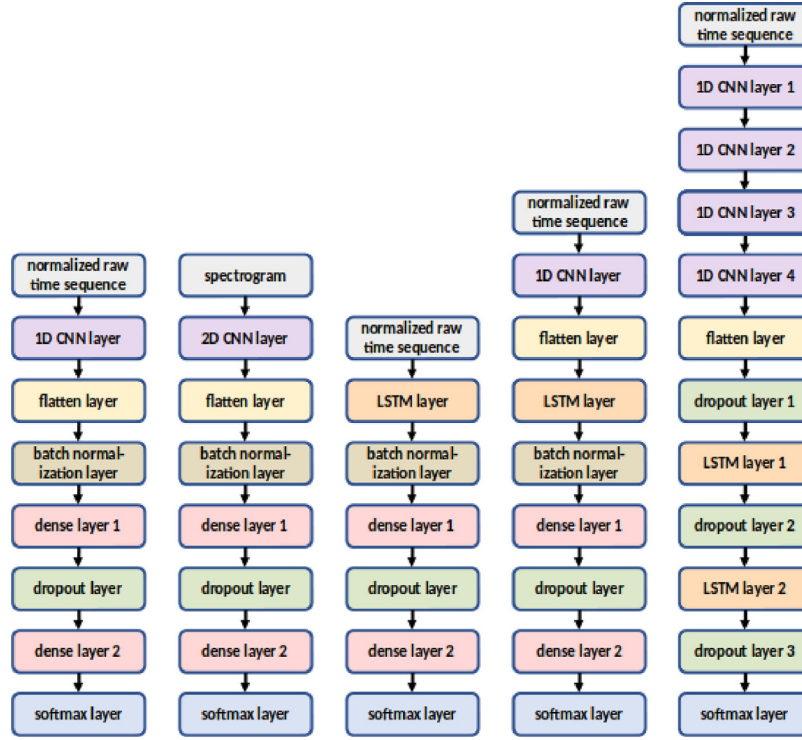 normalized raw
time sequence
1D CNN layer
flatten layer
batch normal-
ization layer
dense layer 1
dropout layer
dense layer 2
softmax layer
spectrogram
2D CNN layer
flatten layer
batch normal-
ization layer
dense layer 1
dropout layer
dense layer 2
softmax layer
normalized raw
time sequence
LSTM layer
batch normal-
ization layer
dense layer 1
dropout layer
dense layer 2
softmax layer
normalized raw
time sequence
1D CNN layer
flatten layer
LSTM layer
batch normal-
ization layer
dense layer 1
dropout layer
dense layer 2
softmax layer
normalized raw
time sequence
1D CNN layer 1
1D CNN layer 2
1D CNN layer 3
1D CNN layer 4
flatten layer
dropout layer 1
LSTM layer 1
dropout layer 2
LSTM layer 2
dropout layer 3
softmax layer